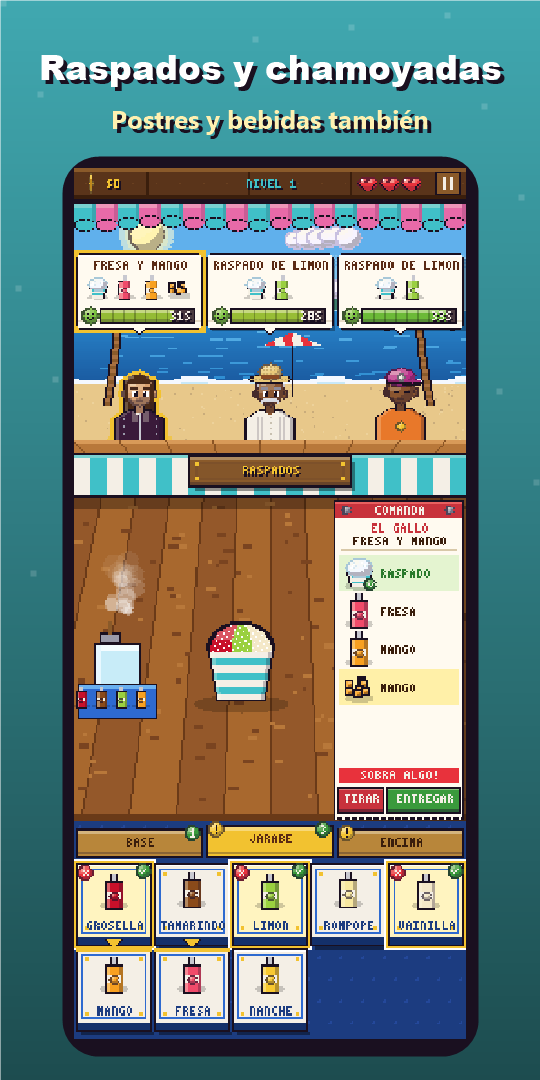 Raspados y chamoyadas
Postres y bebidas también
$0
NIVEL 1
FRESA Y MANGO
RASPADO DE LIMON
RASPADO DE LIMON
31S
28S
33S
RASPADOS
COMANDA
EL GALLO
FRESA Y MANGO
RASPADO
FRESA
MANGO
MANGO
SOBRA ALGO!
TIRAR
ENTREGAR
BASE
1
JARABE
ENCIMA
GROSELLA
TAMARINDO
LIMON
ROMPOPE
VAINILLA
MANGO
FRESA
NANCHE